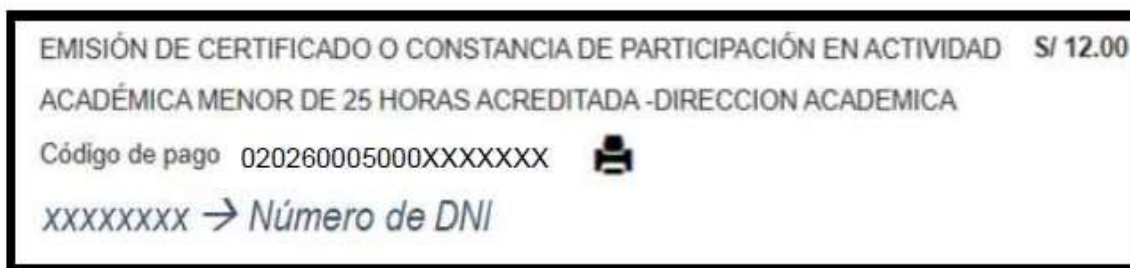 EMISIÓN DE CERTIFICADO O CONSTANCIA DE PARTICIPACIÓN EN ACTIVIDAD S/ 12.00
ACADÉMICA MENOR DE 25 HORAS ACREDITADA -DIRECCION ACADEMICA
Código de pago 020260005000XXXXXXX
xxxxxxxx → Número de DNI